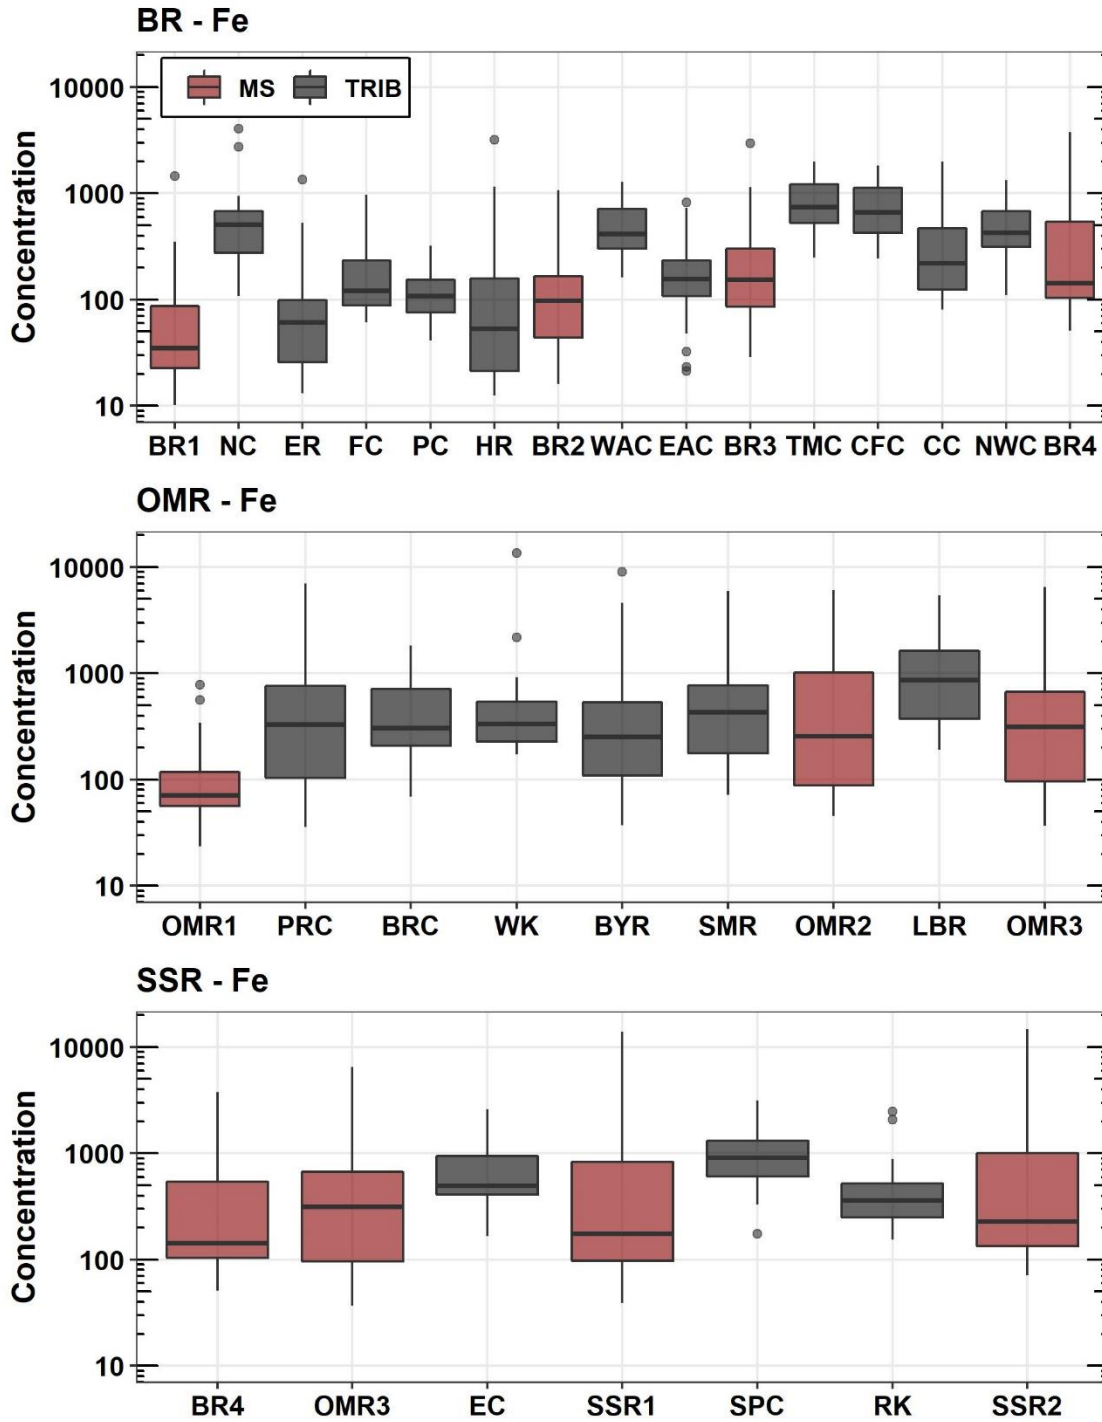 BR - Fe
MS TRIB
Concentration
10000
1000
100
10
BR1 NC ER FC PC HR BR2 WAC EAC BR3 TMC CFC CC NWC BR4
OMR - Fe
Concentration
10000
1000
100
10
OMR1 PRC BRC WK BYR SMR OMR2 LBR OMR3
SSR - Fe
Concentration
10000
1000
100
10
BR4 OMR3 EC SSR1 SPC RK SSR2